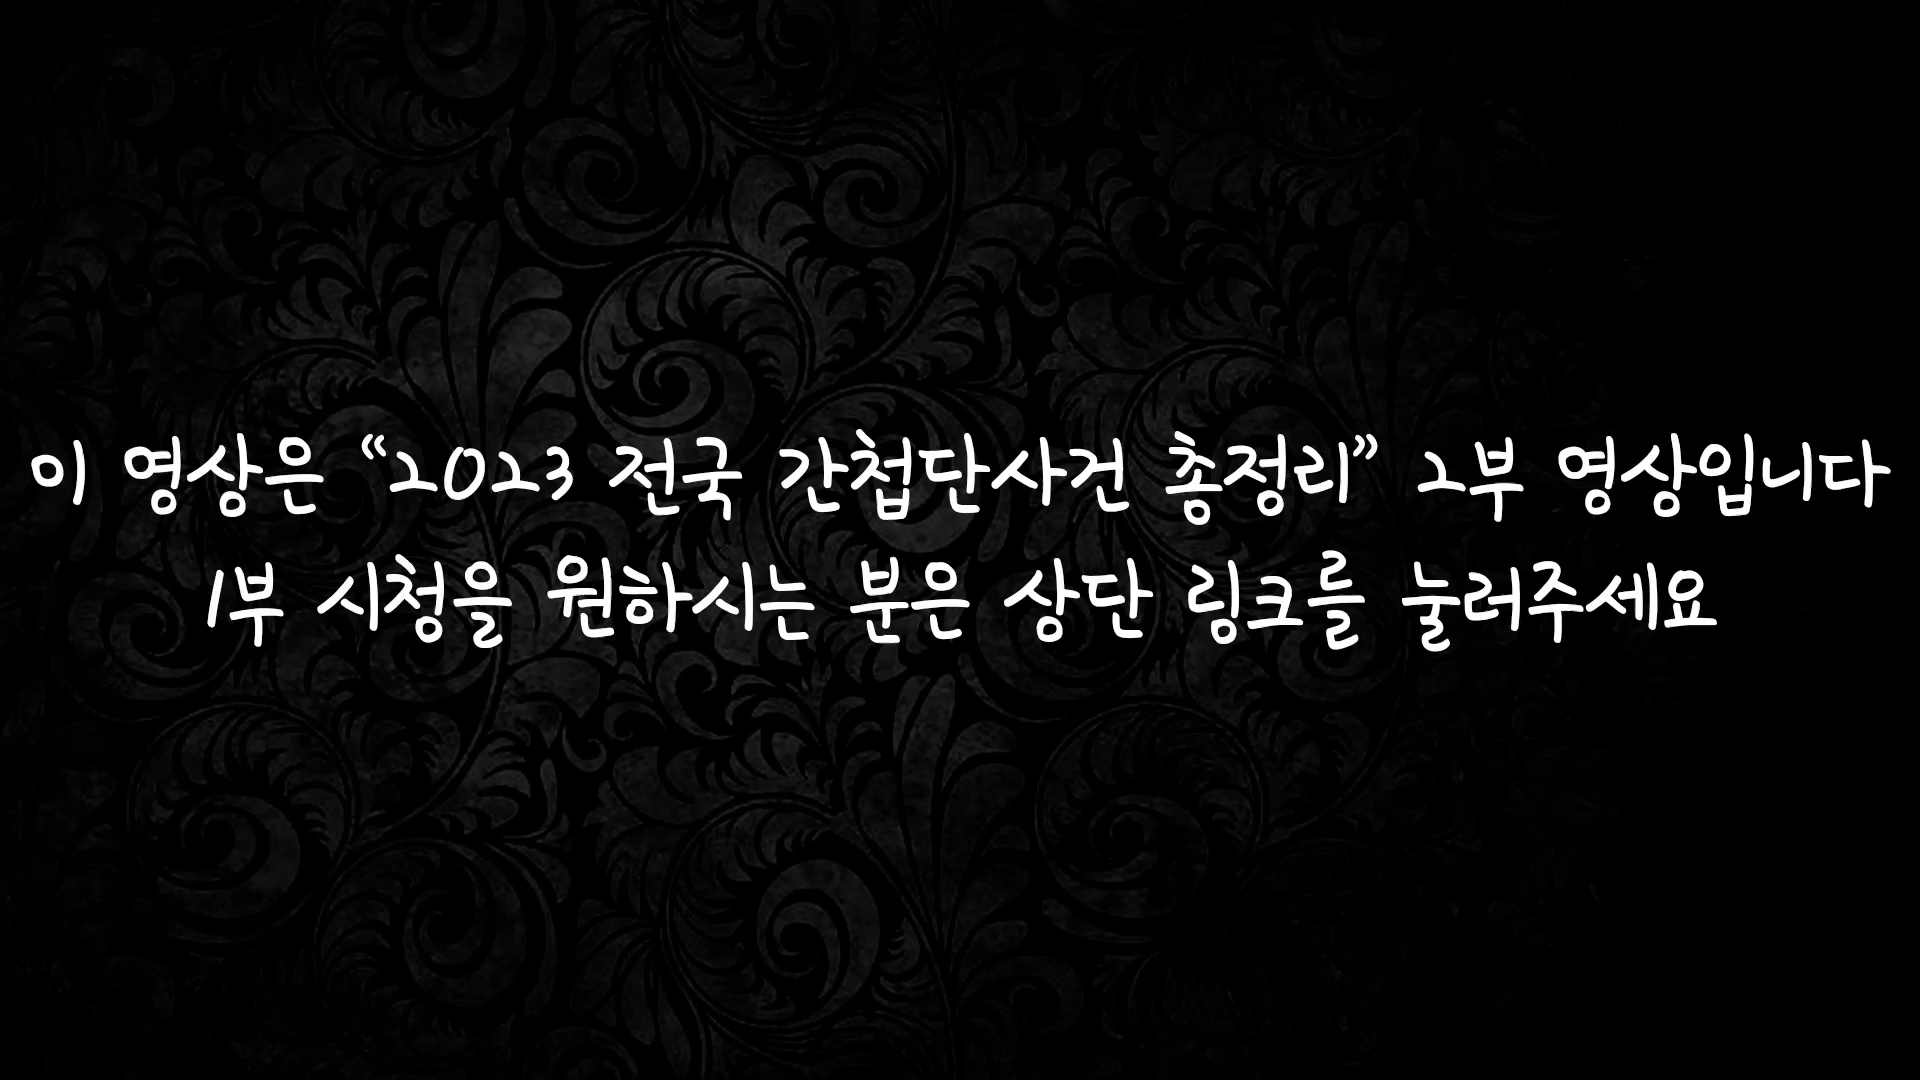 이 영상은 “2023 전국 간첩단사건 총정리” 2부 영상입니다
1부 시청을 원하시는 분은 상단 링크를 눌러주세요